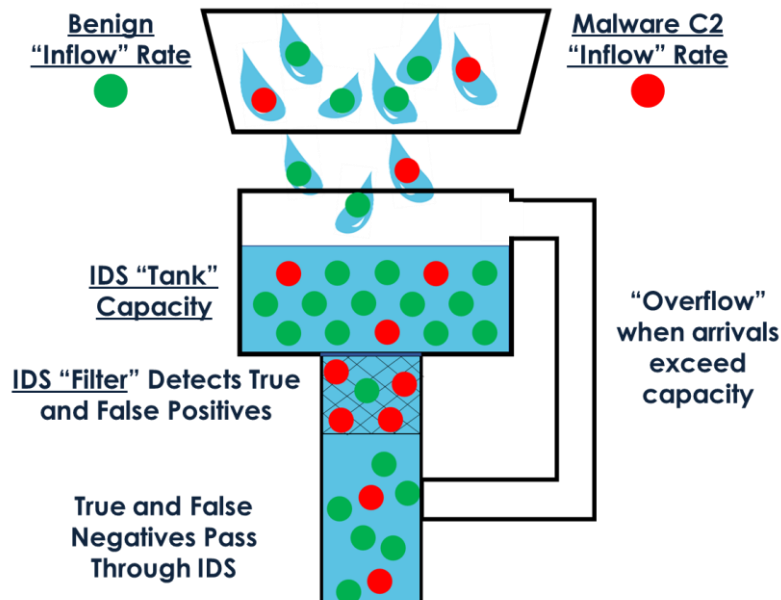 Benign
“Inflow” Rate
Malware C2
“Inflow” Rate
IDS “Tank”
Capacity
“Overflow”
when arrivals
exceed
capacity
IDS “Filter” Detects True
and False Positives
True and False
Negatives Pass
Through IDS